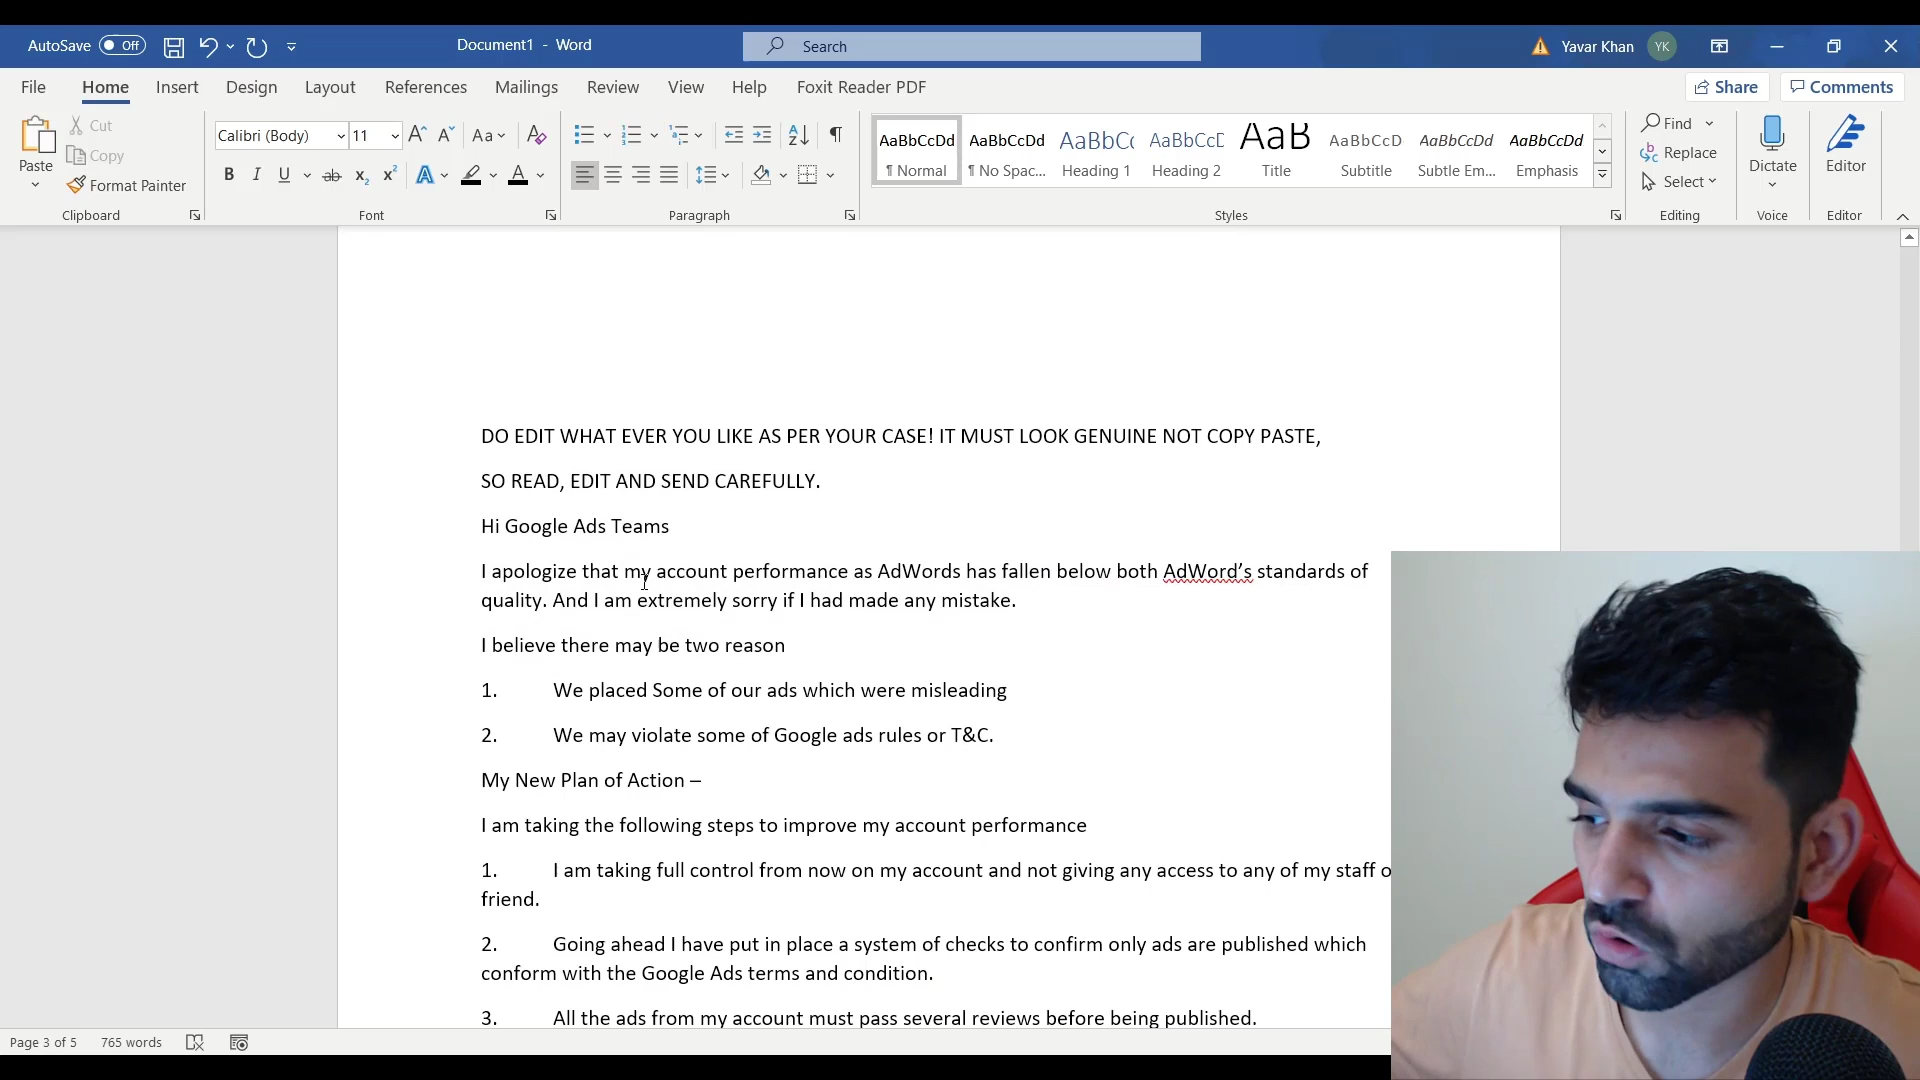 AutoSave Off Document1 - Word Search Yavar Khan YK
File Home Insert Design Layout References Mailings Review View Help Foxit Reader PDF Share Comments
Paste Cut Copy Format Painter Clipboard
Calibri (Body) 11 Aa Font
Paragraph
AaBbCcDd AaBbCcDd AaBbCc AaBbCcD AaB AaBbCcD AaBbCcDd AaBbCcDd
¶ Normal ¶ No Spac... Heading 1 Heading 2 Title Subtitle Subtle Em... Emphasis
Styles
Find Replace Select Editing
Dictate Voice
Editor Editor
DO EDIT WHAT EVER YOU LIKE AS PER YOUR CASE! IT MUST LOOK GENUINE NOT COPY PASTE,
SO READ, EDIT AND SEND CAREFULLY.
Hi Google Ads Teams
I apologize that my account performance as AdWords has fallen below both AdWord’s standards of
quality. And I am extremely sorry if I had made any mistake.
I believe there may be two reason
1. We placed Some of our ads which were misleading
2. We may violate some of Google ads rules or T&C.
My New Plan of Action –
I am taking the following steps to improve my account performance
1. I am taking full control from now on my account and not giving any access to any of my staff
friend.
2. Going ahead I have put in place a system of checks to confirm only ads are published which
conform with the Google Ads terms and condition.
3. All the ads from my account must pass several reviews before being published.
Page 3 of 5 765 words